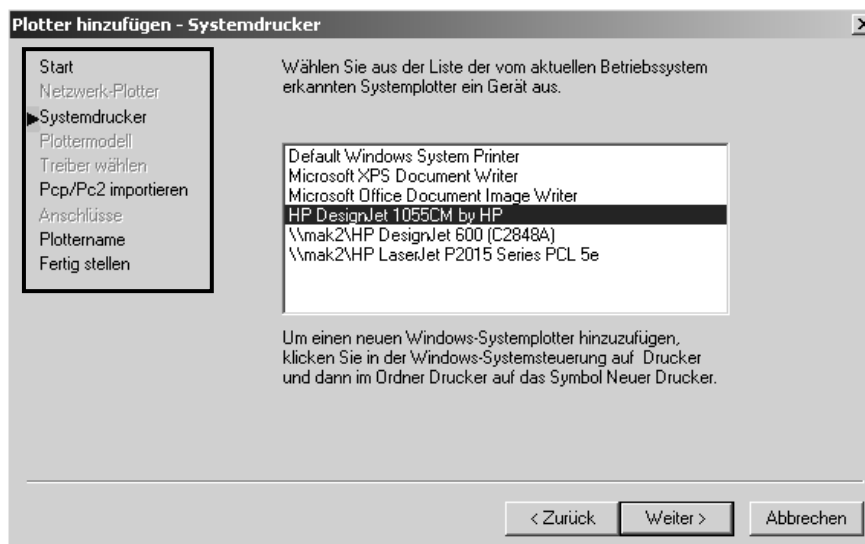 Plotter hinzufügen - Systemdrucker
Start
Netzwerk-Plotter
Systemdrucker
Plottermodell
Treiber wählen
Pcp/Pc2 importieren
Anschlüsse
Plottername
Fertig stellen
Wählen Sie aus der Liste der vom aktuellen Betriebssystem
erkannten Systemplotter ein Gerät aus.
Default Windows System Printer
Microsoft XPS Document Writer
Microsoft Office Document Image Writer
HP DesignJet 1055CM by HP
\\mak2\HP DesignJet 600 (C2848A)
\\mak2\HP LaserJet P2015 Series PCL 5e
Um einen neuen Windows-Systemplotter hinzuzufügen,
klicken Sie in der Windows-Systemsteuerung auf Drucker
und dann im Ordner Drucker auf das Symbol Neuer Drucker.
< Zurück
Weiter >
Abbrechen